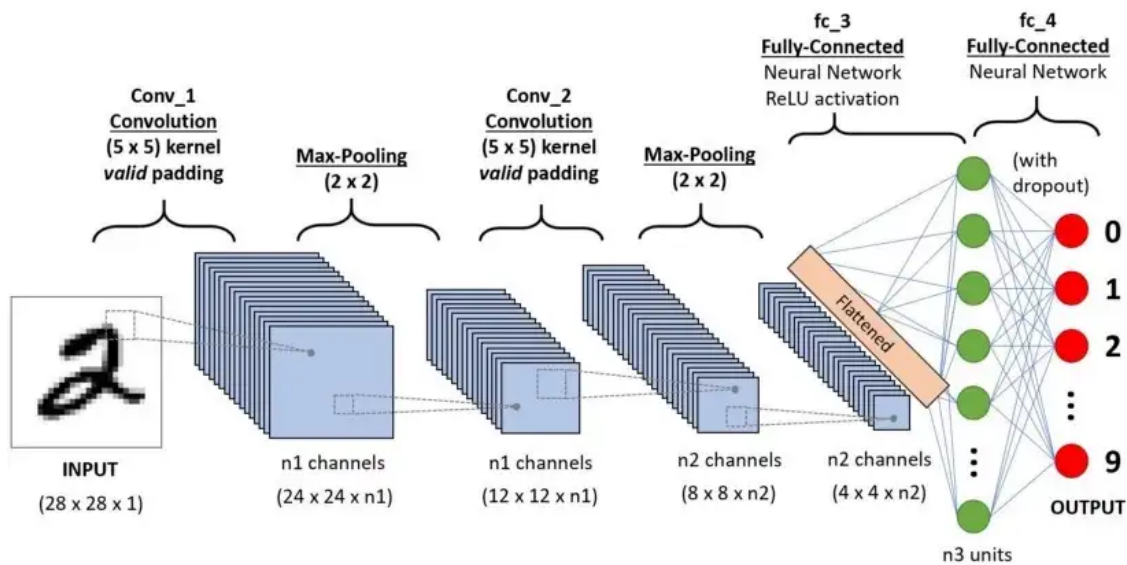 fc_3
Fully-Connected
Neural Network
ReLU activation
fc_4
Fully-Connected
Neural Network
Conv_1
Convolution
(5 x 5) kernel
valid padding
Max-Pooling
(2 x 2)
Conv_2
Convolution
(5 x 5) kernel
valid padding
Max-Pooling
(2 x 2)
(with
dropout)
Flattened
0
1
2
9
OUTPUT
INPUT
(28 x 28 x 1)
n1 channels
(24 x 24 x n1)
n1 channels
(12 x 12 x n1)
n2 channels
(8 x 8 x n2)
n2 channels
(4 x 4 x n2)
n3 units
2